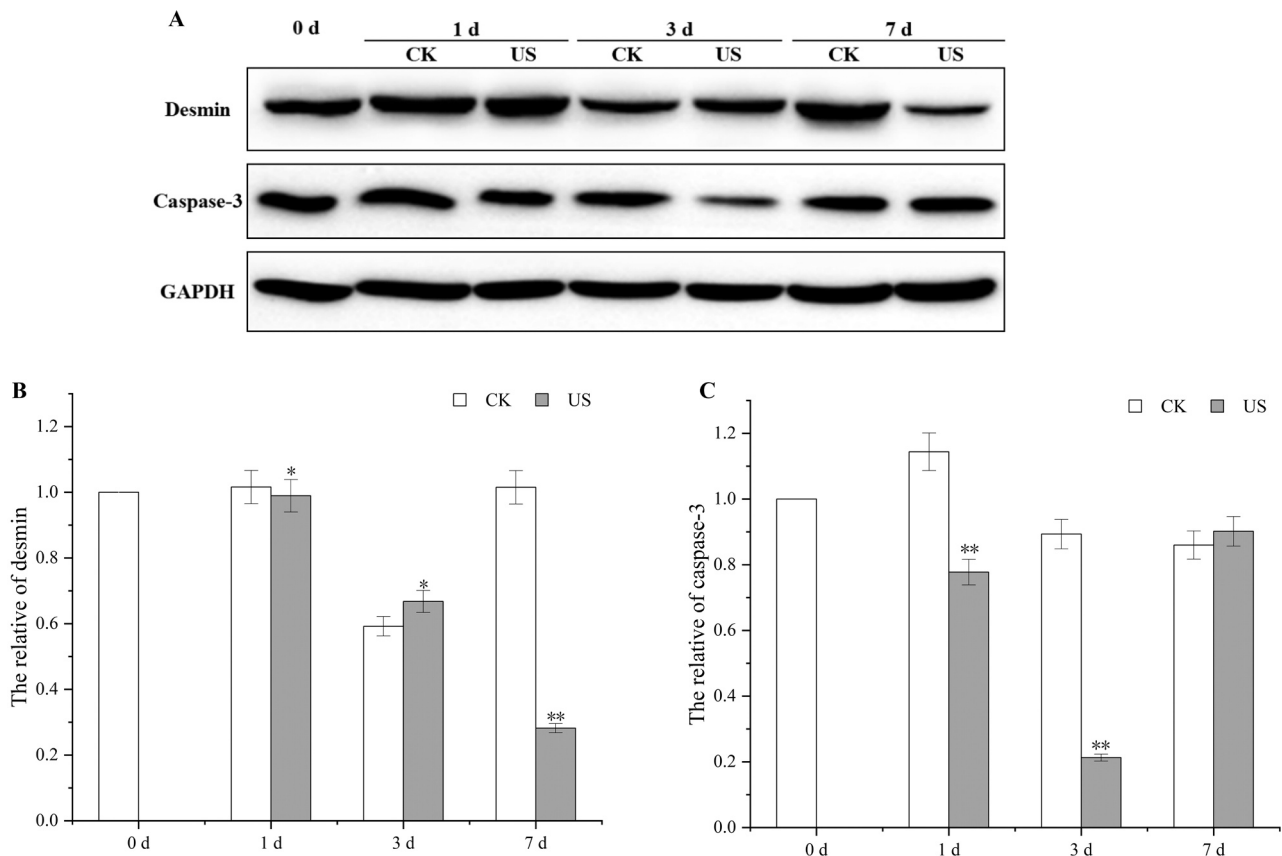 A
0 d 1 d 3 d 7 d
CK US CK US CK US
Desmin
Caspase-3
GAPDH
B
CK US
The relative of desmin
1.2
1.0
0.8
0.6
0.4
0.2
0.0
* * **
0 d 1 d 3 d 7 d
C
CK US
The relative of caspase-3
1.2
1.0
0.8
0.6
0.4
0.2
0.0
** **
0 d 1 d 3 d 7 d